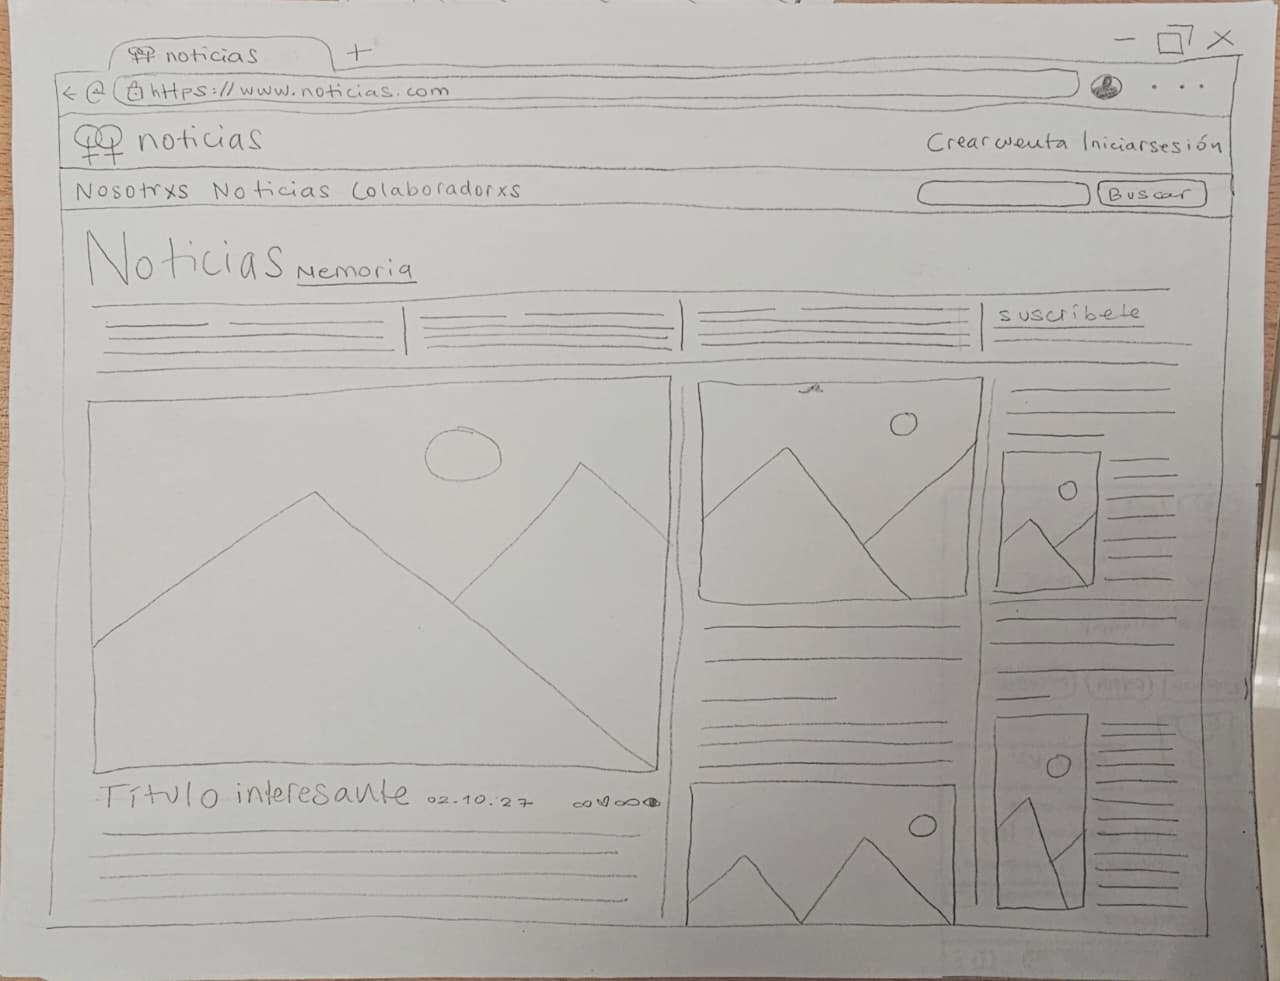 noticias +
https://www.noticias.com
noticias
Crear cuenta Iniciar sesión
Nosotrxs Noticias Colaboradorxs
Buscar
Noticias Memoria
suscríbete
Título interesante 02.10.27